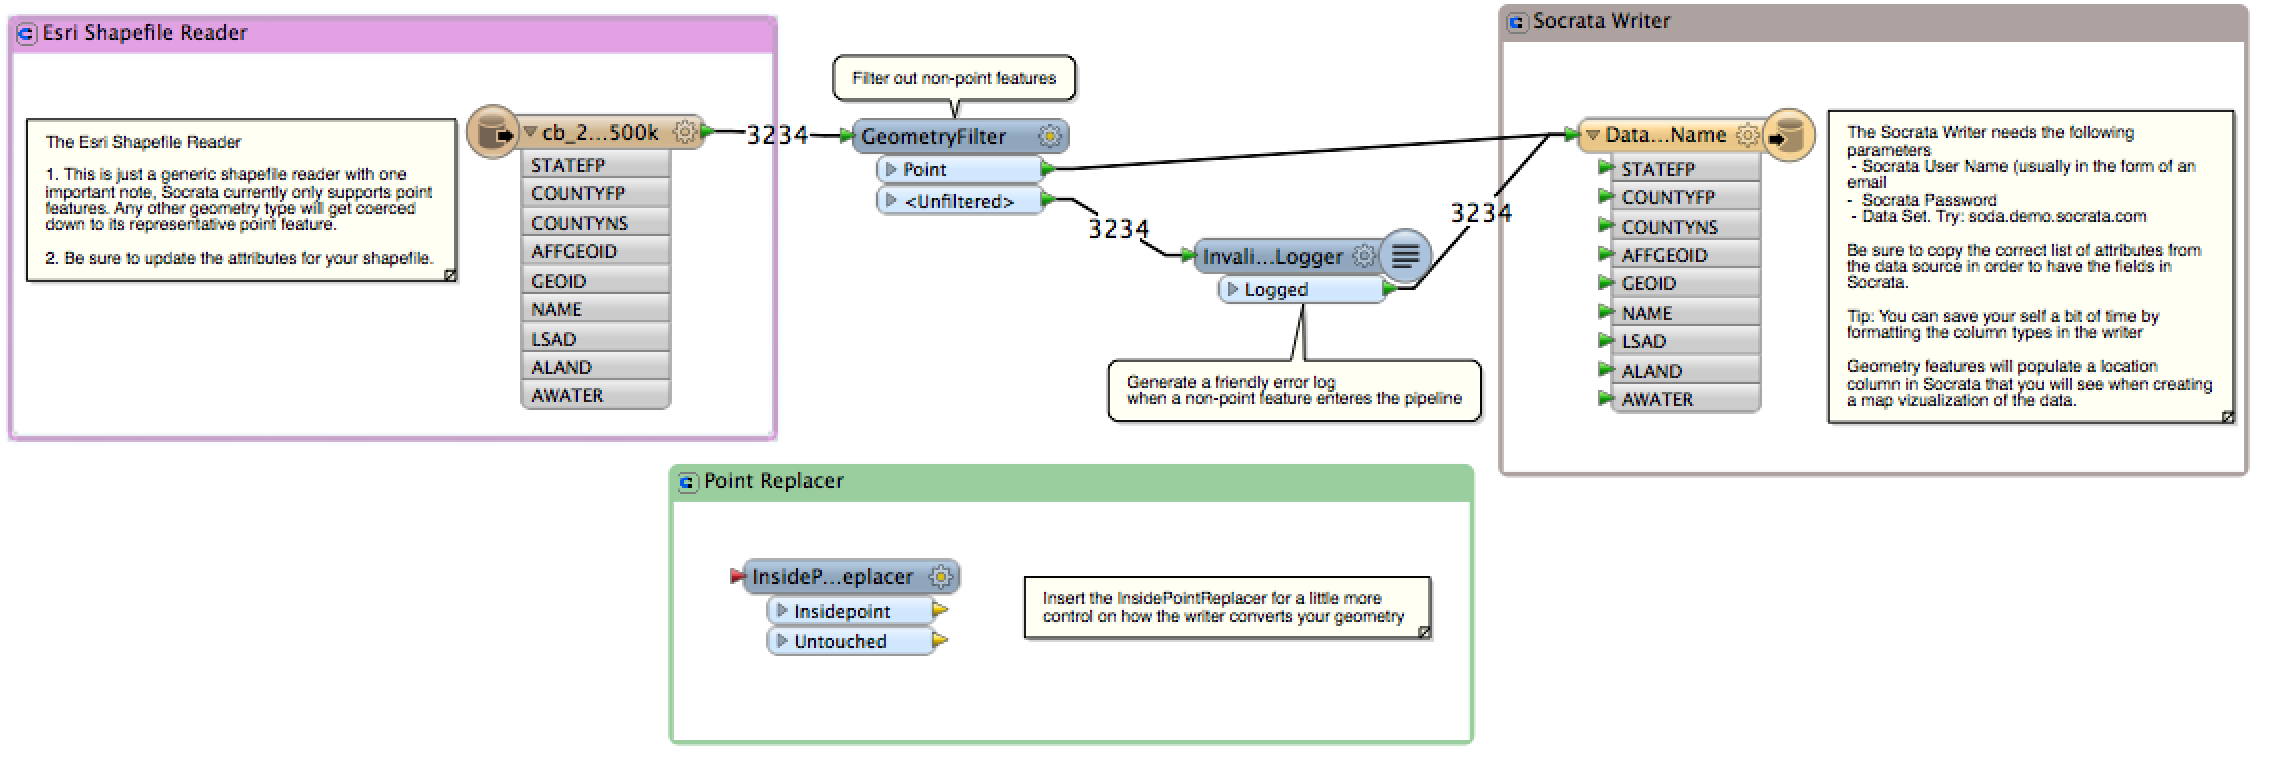 Esri Shapefile Reader
The Esri Shapefile Reader
1. This is just a generic shapefile reader with one
important note, Socrata currently only supports point
features. Any other geometry type will get coerced
down to its representative point feature.
2. Be sure to update the attributes for your shapefile.
cb_2...500k
STATEFP
COUNTYFP
COUNTYNS
AFFGEOID
GEOID
NAME
LSAD
ALAND
AWATER
3234
Filter out non-point features
GeometryFilter
Point
<Unfiltered>
3234
Invali...Logger
Logged
3234
Generate a friendly error log
when a non-point feature enteres the pipeline
Socrata Writer
Data...Name
STATEFP
COUNTYFP
COUNTYNS
AFFGEOID
GEOID
NAME
LSAD
ALAND
AWATER
The Socrata Writer needs the following
parameters
- Socrata User Name (usually in the form of an
email
- Socrata Password
- Data Set. Try: soda.demo.socrata.com
Be sure to copy the correct list of attributes from
the data source in order to have the fields in
Socrata.
Tip: You can save your self a bit of time by
formatting the column types in the writer
Geometry features will populate a location
column in Socrata that you will see when creating
a map vizualization of the data.
Point Replacer
InsideP...eplacer
Insidepoint
Untouched
Insert the InsidePointReplacer for a little more
control on how the writer converts your geometry